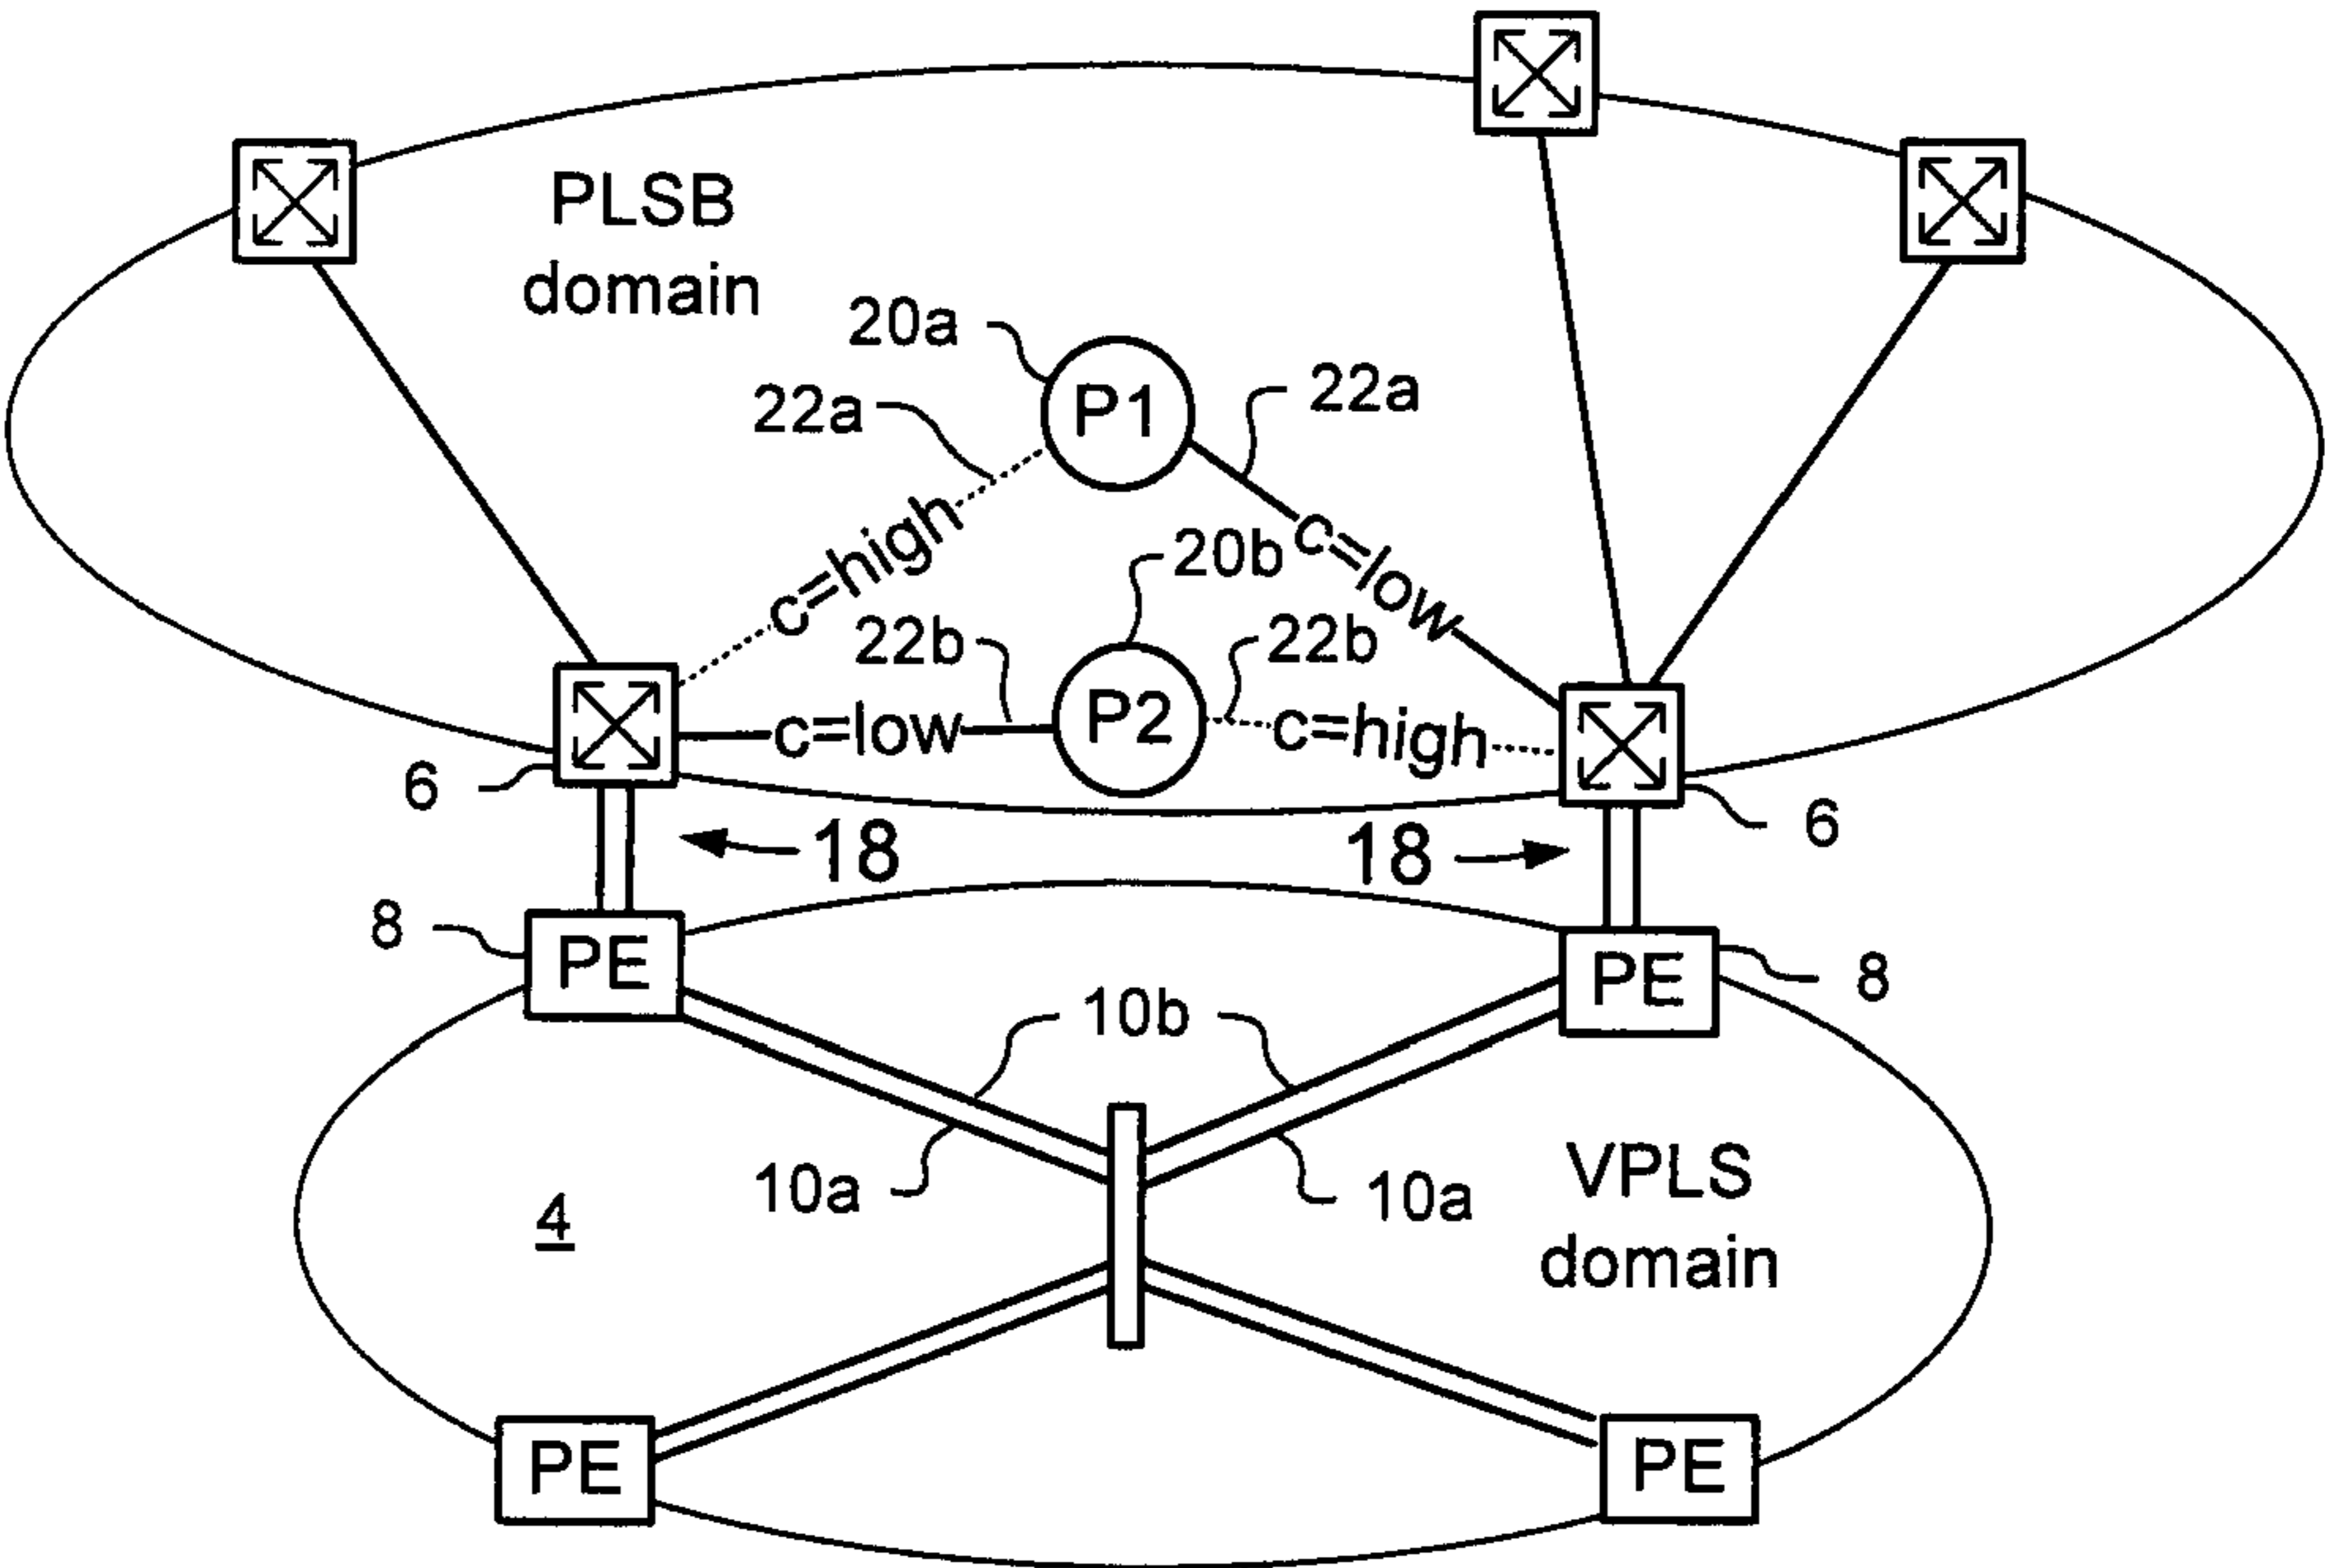 PLSB
domain
20a
P1
22a
22a
c=high
c=low
20b
22b
22b
P2
c=low
c=high
6
6
18
18
8
PE
PE
8
10b
10a
10a
VPLS
domain
4
PE
PE